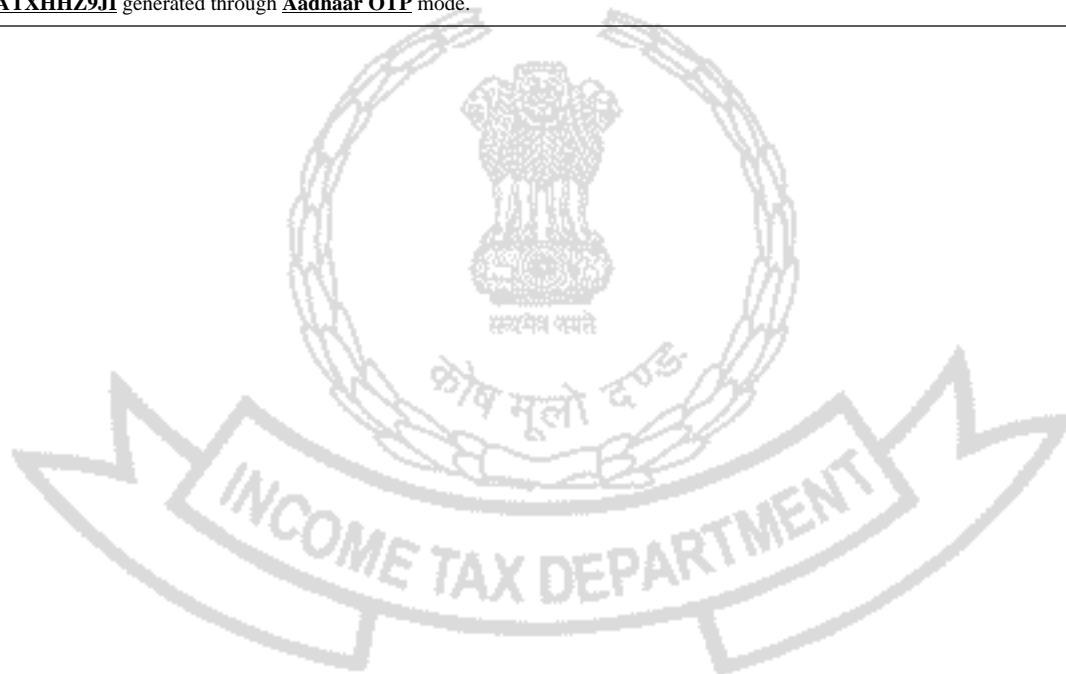 ATXHHZ9JI generated through Aadhaar OTP mode.
सत्यमेव जयते
कोष मूलो दण्डः
INCOME TAX DEPARTMENT